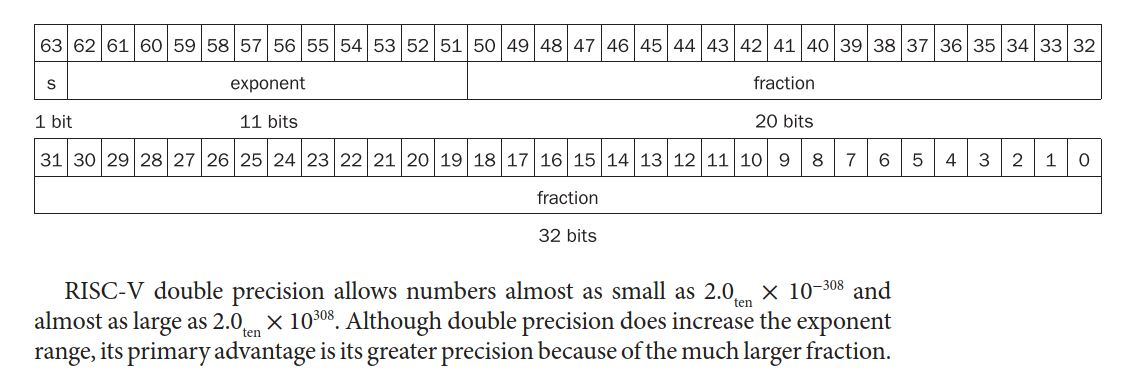 63 62 61 60 59 58 57 56 55 54 53 52 51 50 49 48 47 46 45 44 43 42 41 40 39 38 37 36 35 34 33 32
s exponent fraction
1 bit 11 bits 20 bits
31 30 29 28 27 26 25 24 23 22 21 20 19 18 17 16 15 14 13 12 11 10 9 8 7 6 5 4 3 2 1 0
fraction
32 bits
RISC-V double precision allows numbers almost as small as 2.0ten × 10−308 and
almost as large as 2.0ten × 10308. Although double precision does increase the exponent
range, its primary advantage is its greater precision because of the much larger fraction.